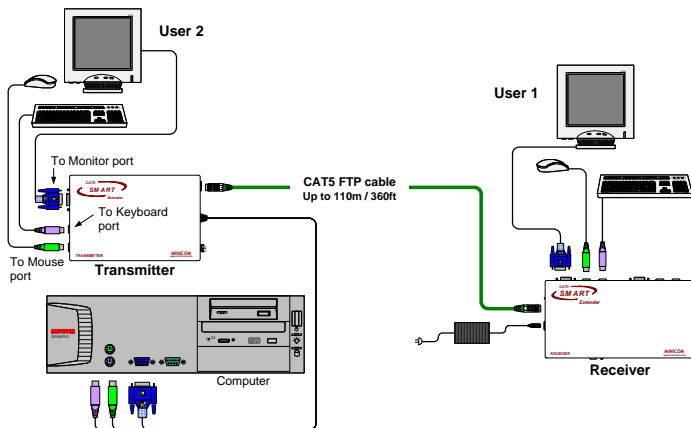 User 2
User 1
To Monitor port
CAT5
SMART
Extender
To Keyboard
port
TRANSMITTER
MINICOM
To Mouse
port
Transmitter
CAT5 FTP cable
Up to 110m / 360ft
CAT5
SMART
Extender
RECEIVER
MINICOM
Receiver
DESKPRO
Computer